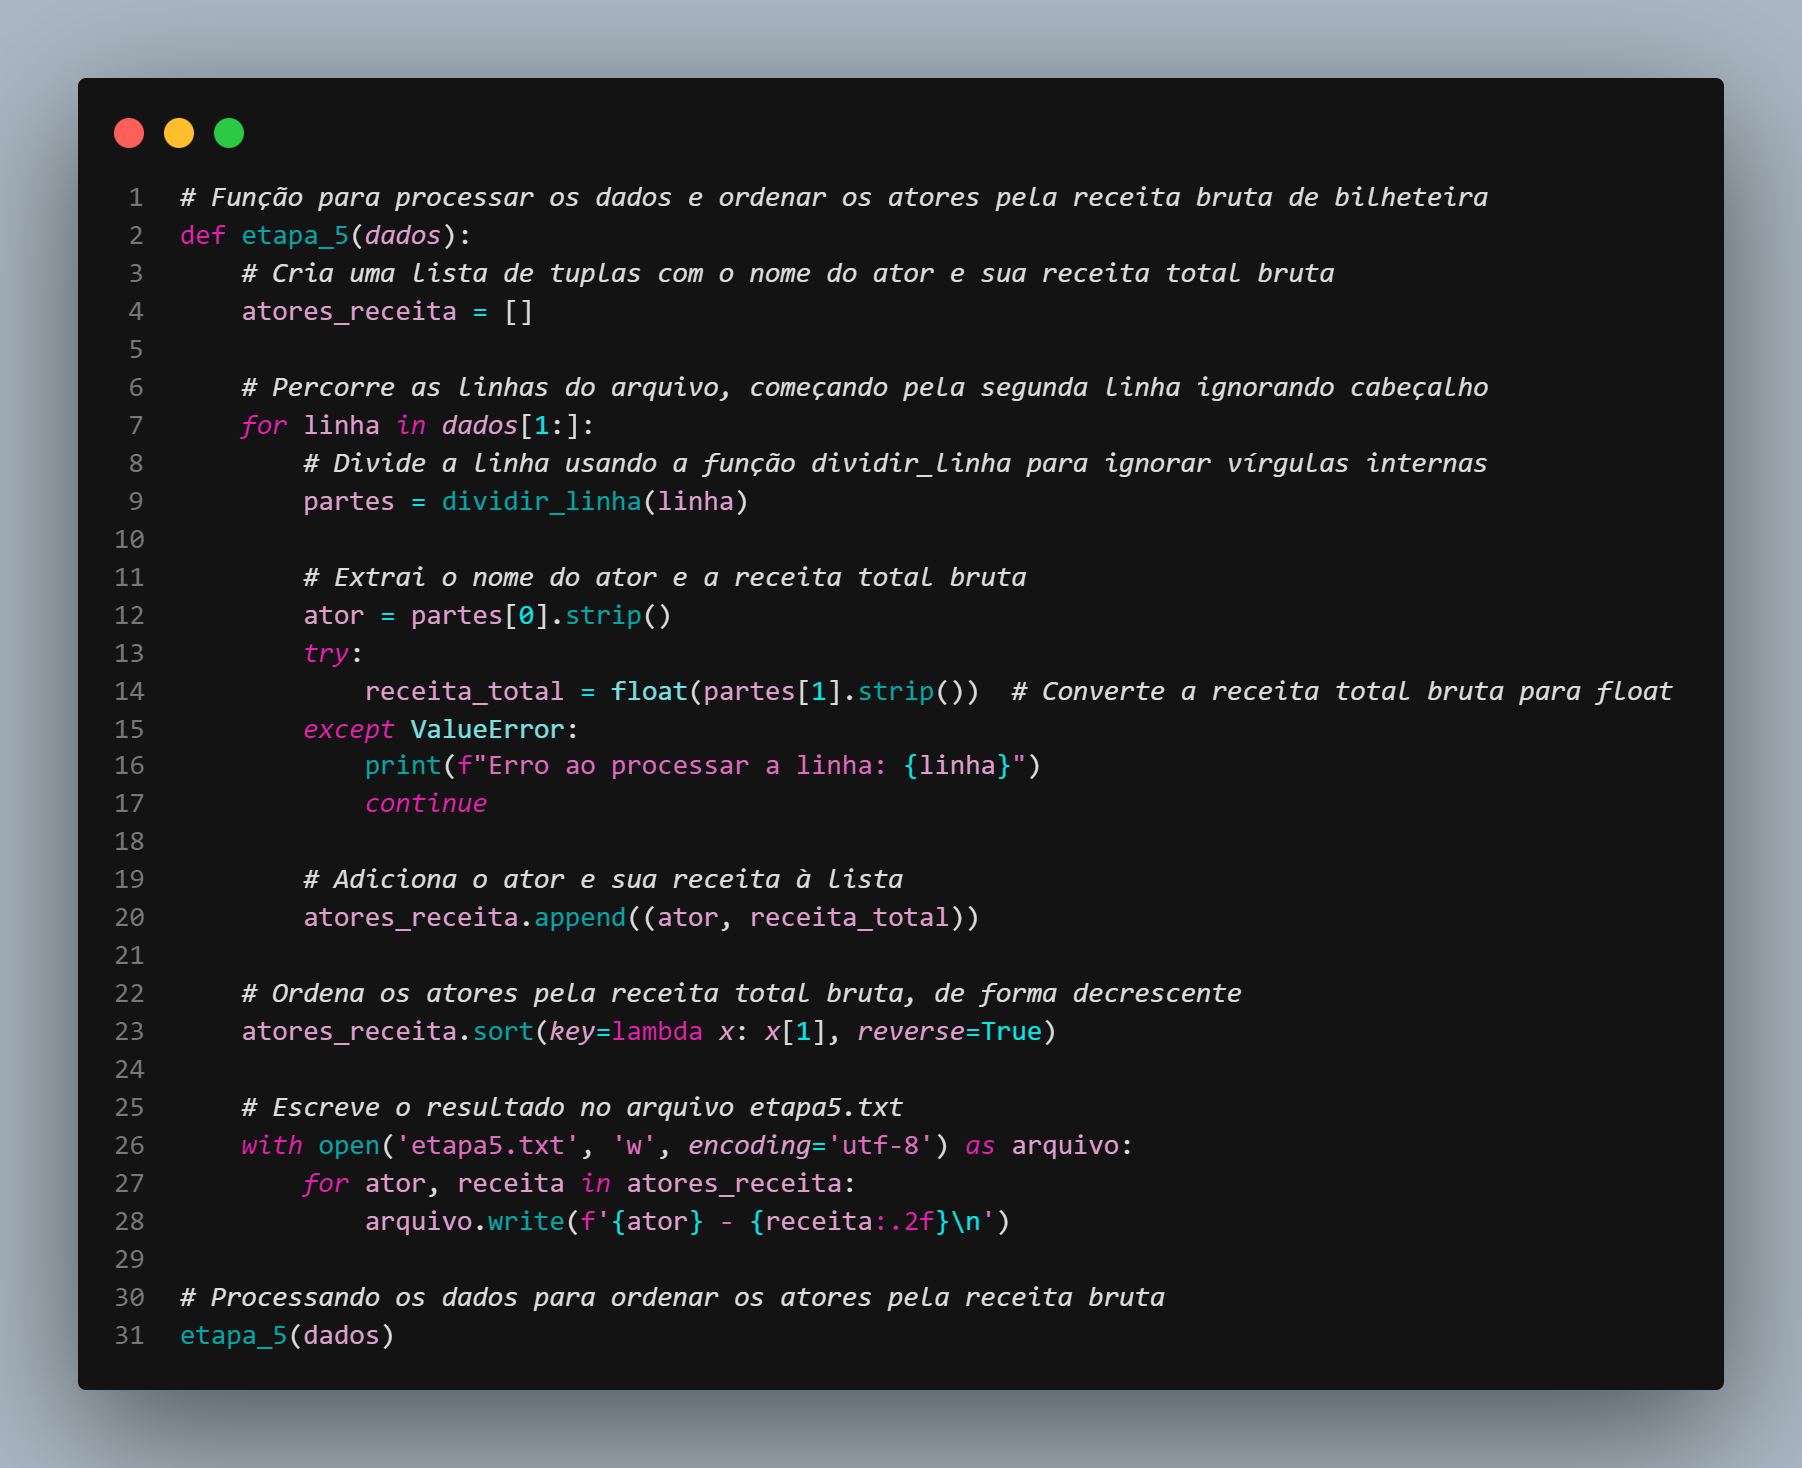 1 # Função para processar os dados e ordenar os atores pela receita bruta de bilheteira
2 def etapa_5(dados):
3     # Cria uma lista de tuplas com o nome do ator e sua receita total bruta
4     atores_receita = []
5
6     # Percorre as linhas do arquivo, começando pela segunda linha ignorando cabeçalho
7     for linha in dados[1:]:
8         # Divide a linha usando a função dividir_linha para ignorar vírgulas internas
9         partes = dividir_linha(linha)
10
11         # Extrai o nome do ator e a receita total bruta
12         ator = partes[0].strip()
13         try:
14             receita_total = float(partes[1].strip())  # Converte a receita total bruta para float
15         except ValueError:
16             print(f"Erro ao processar a linha: {linha}")
17             continue
18
19         # Adiciona o ator e sua receita à lista
20         atores_receita.append((ator, receita_total))
21
22     # Ordena os atores pela receita total bruta, de forma decrescente
23     atores_receita.sort(key=lambda x: x[1], reverse=True)
24
25     # Escreve o resultado no arquivo etapa5.txt
26     with open('etapa5.txt', 'w', encoding='utf-8') as arquivo:
27         for ator, receita in atores_receita:
28             arquivo.write(f'{ator} - {receita:.2f}\n')
29
30 # Processando os dados para ordenar os atores pela receita bruta
31 etapa_5(dados)